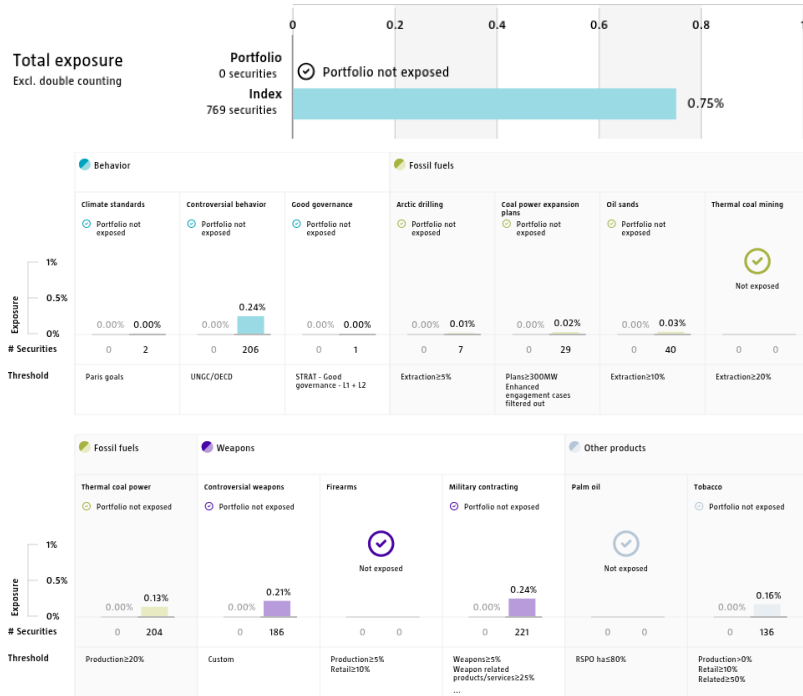 0 0.2 0.4 0.6 0.8 1
Total exposure
Excl. double counting
Portfolio
0 securities
Portfolio not exposed
Index
769 securities
0.75%
Behavior
Fossil fuels
Climate standards
Controversial behavior
Good governance
Arctic drilling
Coal power expansion
plans
Oil sands
Thermal coal mining
Portfolio not
exposed
Portfolio not
exposed
Portfolio not
exposed
Portfolio not
exposed
Portfolio not
exposed
Portfolio not
exposed
Not exposed
Exposure
1%
0.5%
0%
0.00% 0.00%
0.00% 0.24%
0.00% 0.00%
0.00% 0.01%
0.00% 0.02%
0.00% 0.03%
# Securities 0 2 0 206 0 1 0 7 0 29 0 40 0 0
Threshold
Paris goals
UNGC/OECD
STRAT - Good
governance - L1 + L2
Extraction≥5%
Plans≥300MW
Enhanced
engagement cases
filtered out
Extraction≥10%
Extraction≥20%
Fossil fuels
Weapons
Other products
Thermal coal power
Controversial weapons
Firearms
Military contracting
Palm oil
Tobacco
Portfolio not exposed
Portfolio not exposed
Not exposed
Portfolio not exposed
Not exposed
Portfolio not exposed
Exposure
1%
0.5%
0%
0.00% 0.13%
0.00% 0.21%
0.00% 0.24%
0.00% 0.16%
# Securities 0 204 0 186 0 0 0 221 0 0 0 136
Threshold
Production≥20%
Custom
Production≥5%
Retail≥10%
Weapons≥5%
Weapon related
products/services≥25%
...
RSPO ha≤80%
Production>0%
Retail≥10%
Related≥50%